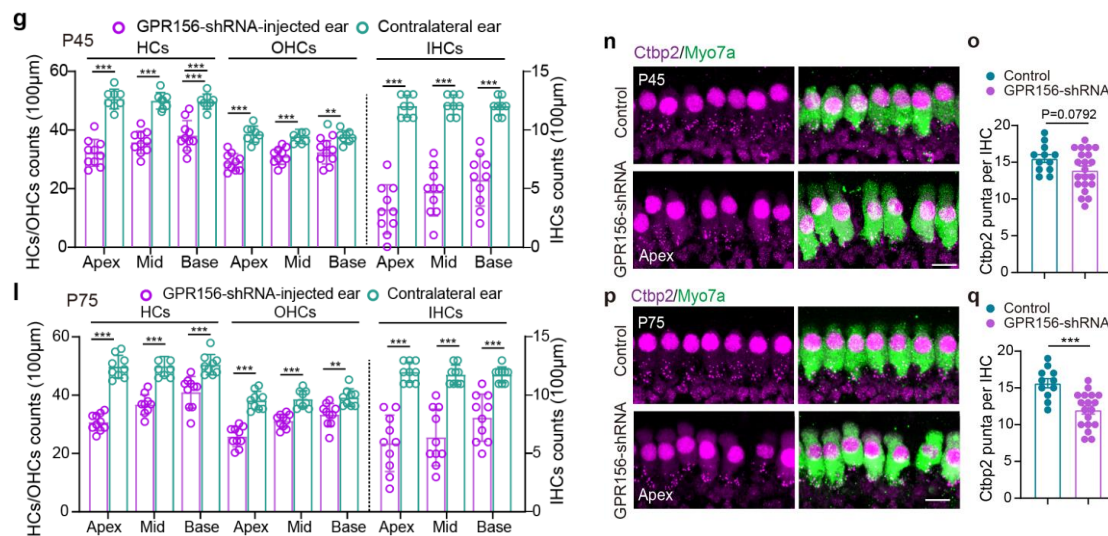 g
GPR156-shRNA-injected ear
Contralateral ear
P45
HCs
OHCs
IHCs
***
***
***
***
***
***
**
***
***
***
HCs/OHCs counts (100μm)
60
40
20
0
IHCs counts (100μm)
15
10
5
0
Apex
Mid
Base
Apex
Mid
Base
Apex
Mid
Base
l
P75
GPR156-shRNA-injected ear
Contralateral ear
HCs
OHCs
IHCs
***
***
***
***
***
**
***
***
***
HCs/OHCs counts (100μm)
60
40
20
0
IHCs counts (100μm)
15
10
5
0
Apex
Mid
Base
Apex
Mid
Base
Apex
Mid
Base
n
Ctbp2/Myo7a
P45
Control
GPR156-shRNA
Apex
o
Control
GPR156-shRNA
P=0.0792
Ctbp2 punta per IHC
20
15
10
5
0
p
Ctbp2/Myo7a
P75
Control
GPR156-shRNA
Apex
q
Control
GPR156-shRNA
***
Ctbp2 punta per IHC
20
15
10
5
0